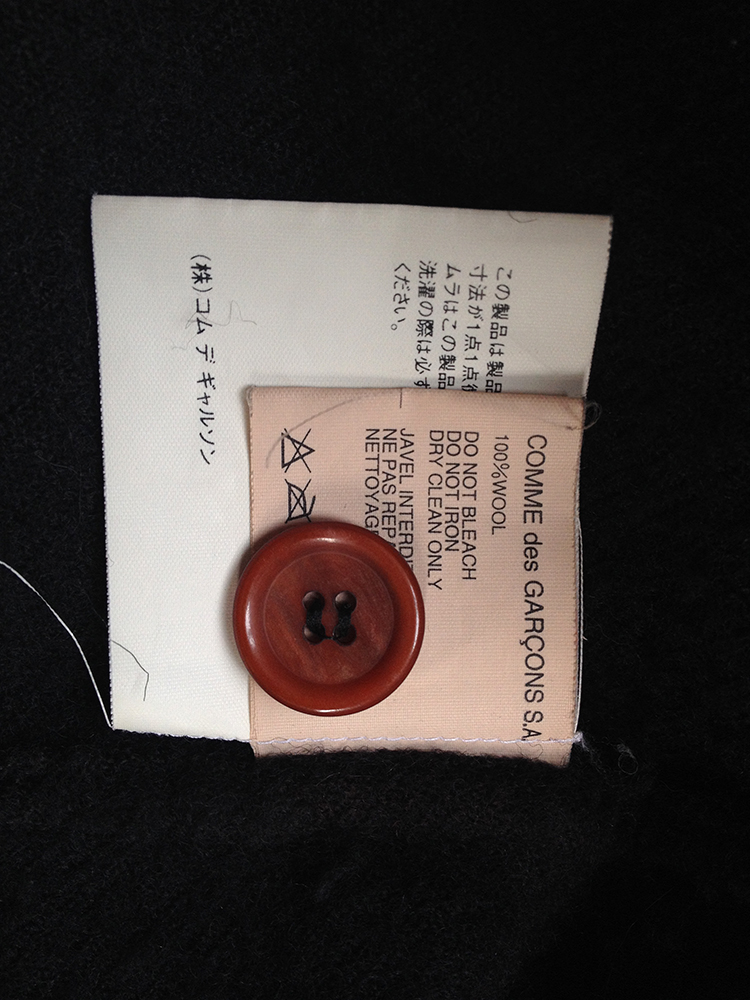 この製品は製品
寸法が1点1点
ムラはこの製品
洗濯の際は必ず
ください。
(株)コム デ ギャルソン
COMME des GARÇONS S.A
100%WOOL
DO NOT BLEACH
DO NOT IRON
DRY CLEAN ONLY
JAVEL INTERDI
NE PAS REP
NETTOYAG